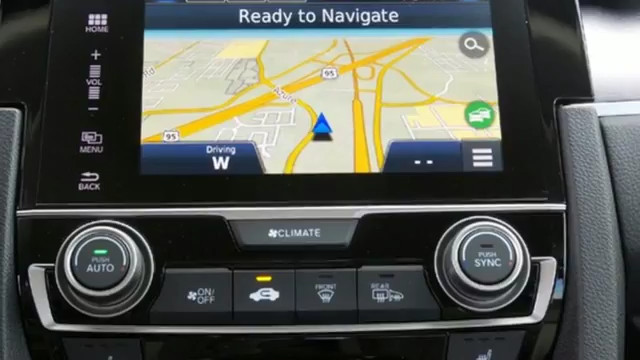 Ready to Navigate
HOME
+
VOL
−
MENU
BACK
95
Azure
95
Driving
W
--
CLIMATE
PUSH
AUTO
PUSH
SYNC
ON/
OFF
FRONT
REAR